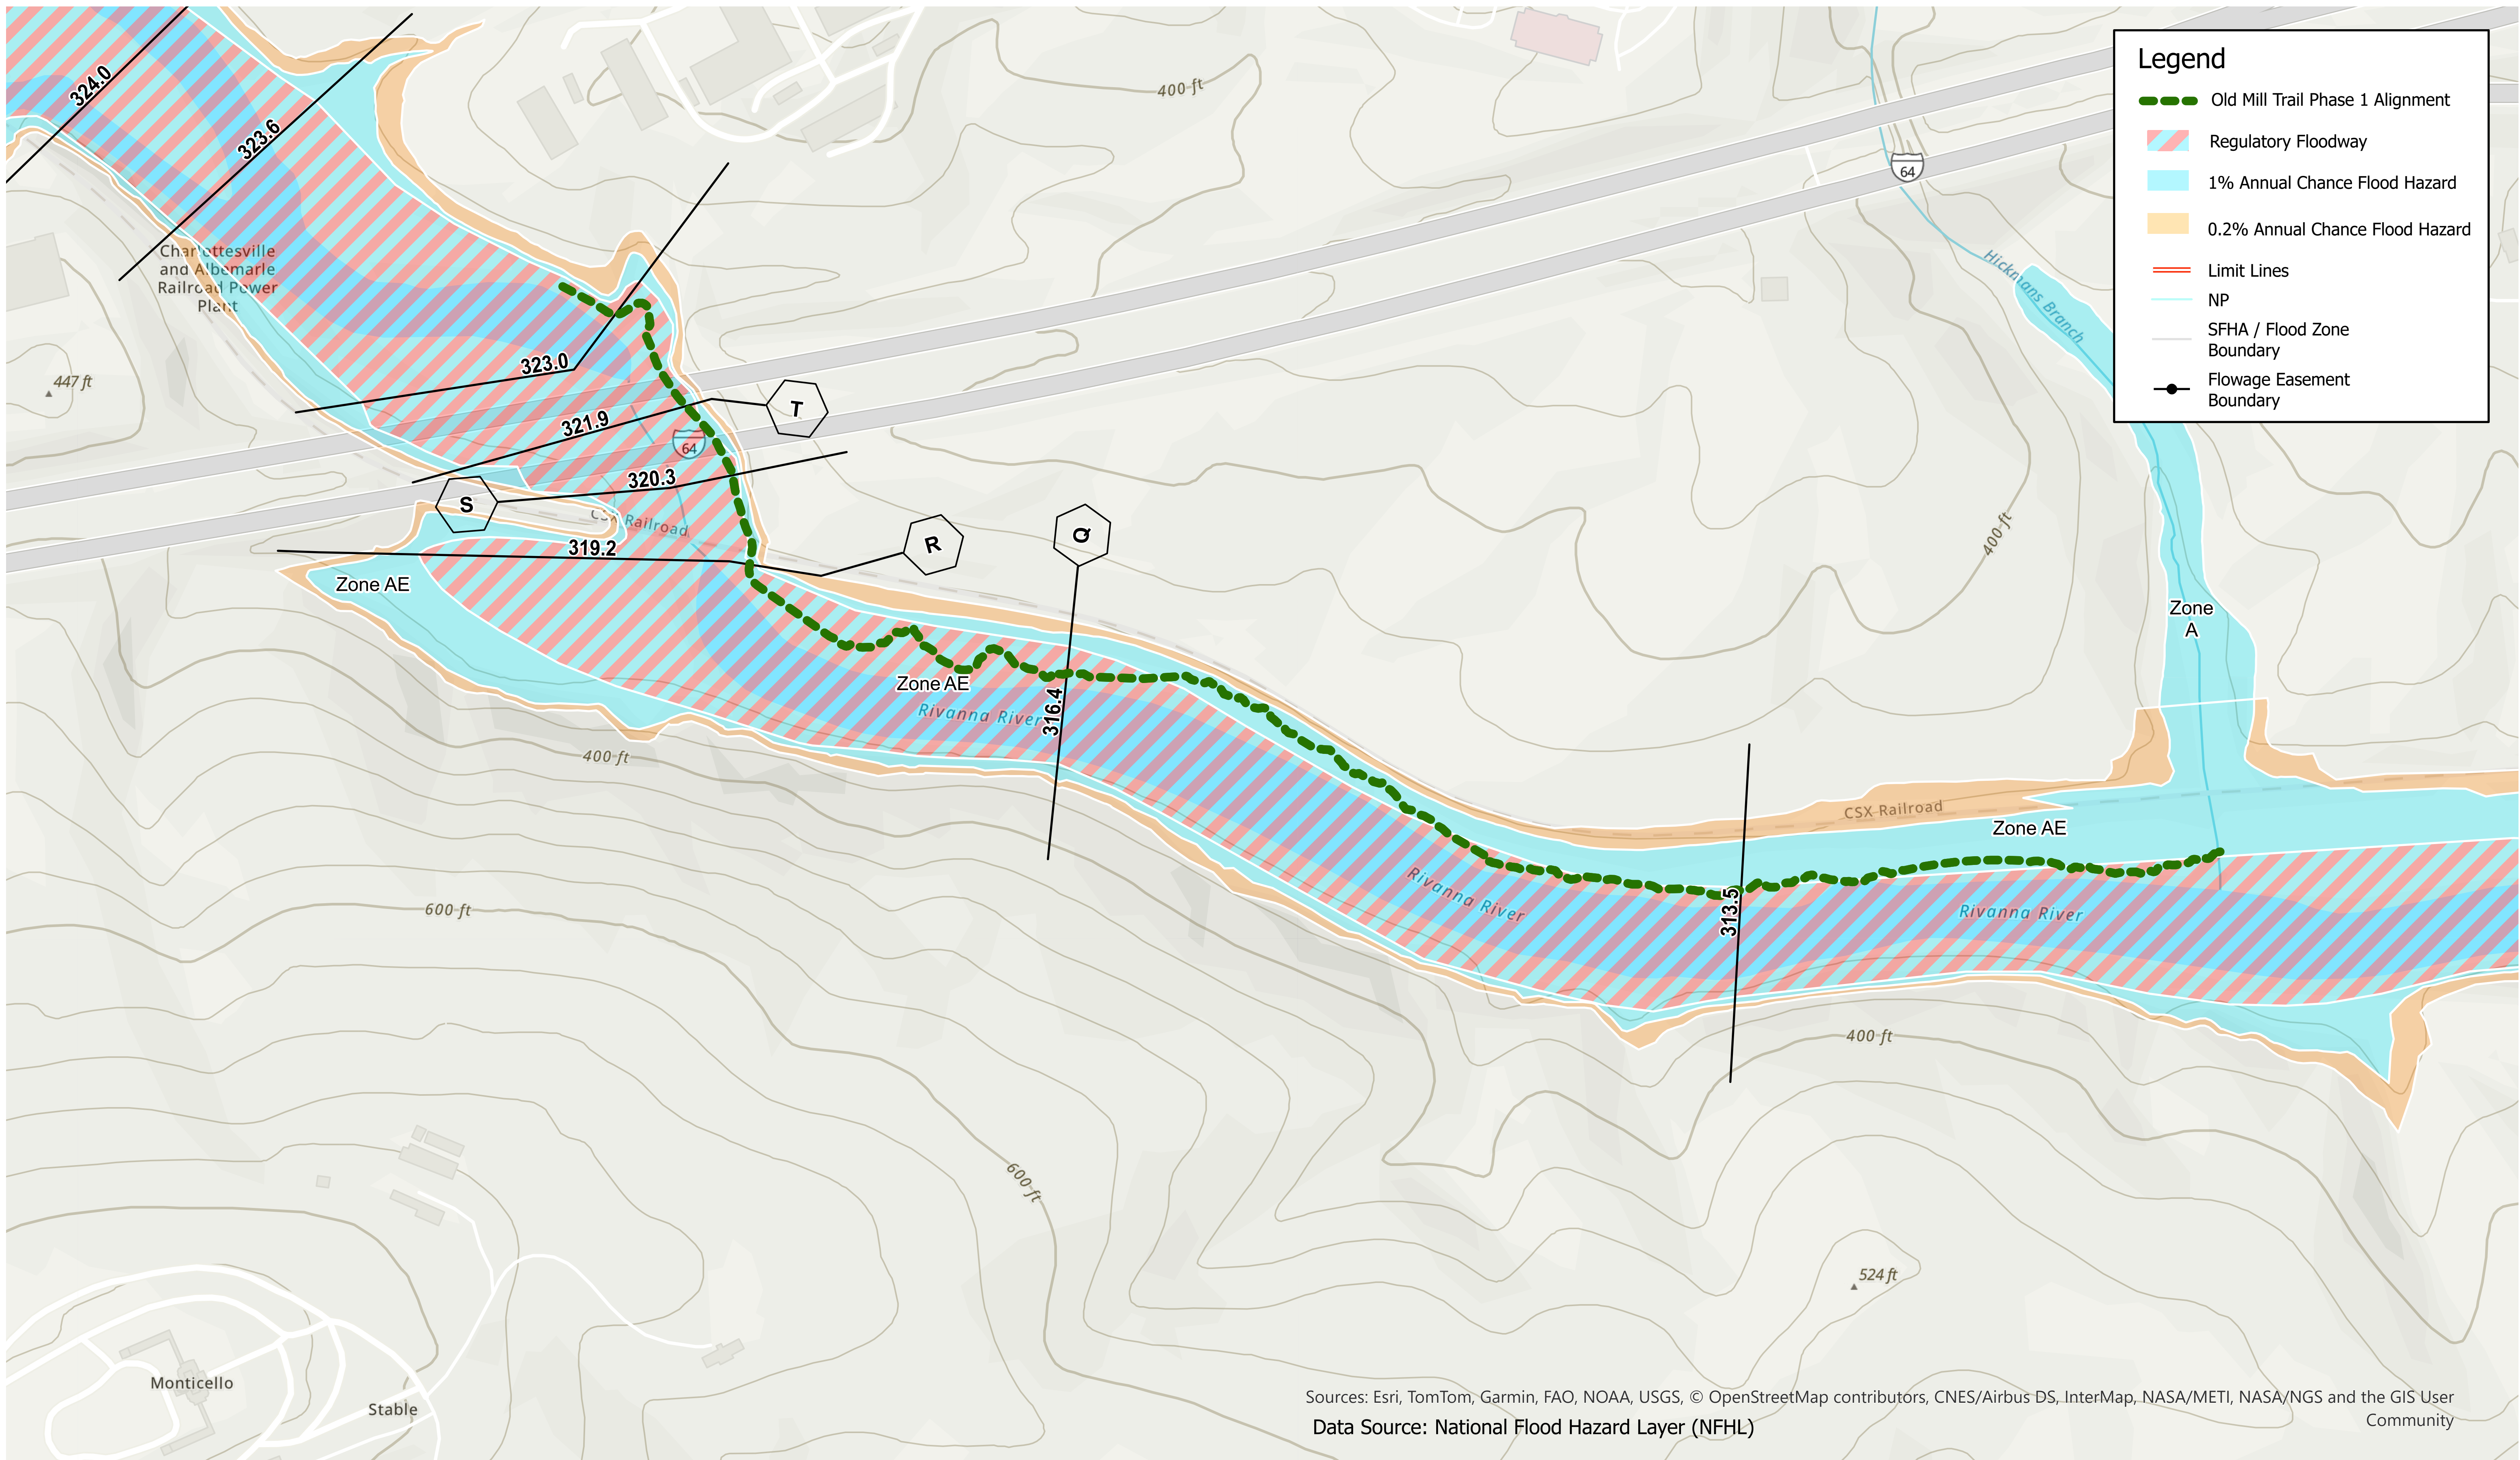 Legend
Old Mill Trail Phase 1 Alignment
Regulatory Floodway
1% Annual Chance Flood Hazard
0.2% Annual Chance Flood Hazard
Limit Lines
NP
SFHA / Flood Zone
Boundary
Flowage Easement
Boundary
324.0
323.6
400 ft
64
Charlottesville
and Albemarle
Railroad Power
Plant
Hickmans Branch
447 ft
323.0
321.9
T
64
320.3
S
CSX Railroad
R
Q
319.2
400 ft
Zone AE
Zone
A
Zone AE
Rivanna River
316.4
400 ft
CSX Railroad
Zone AE
Rivanna River
313.5
Rivanna River
600 ft
400 ft
600 ft
524 ft
Monticello
Stable
Sources: Esri, TomTom, Garmin, FAO, NOAA, USGS, © OpenStreetMap contributors, CNES/Airbus DS, InterMap, NASA/METI, NASA/NGS and the GIS User
Community
Data Source: National Flood Hazard Layer (NFHL)